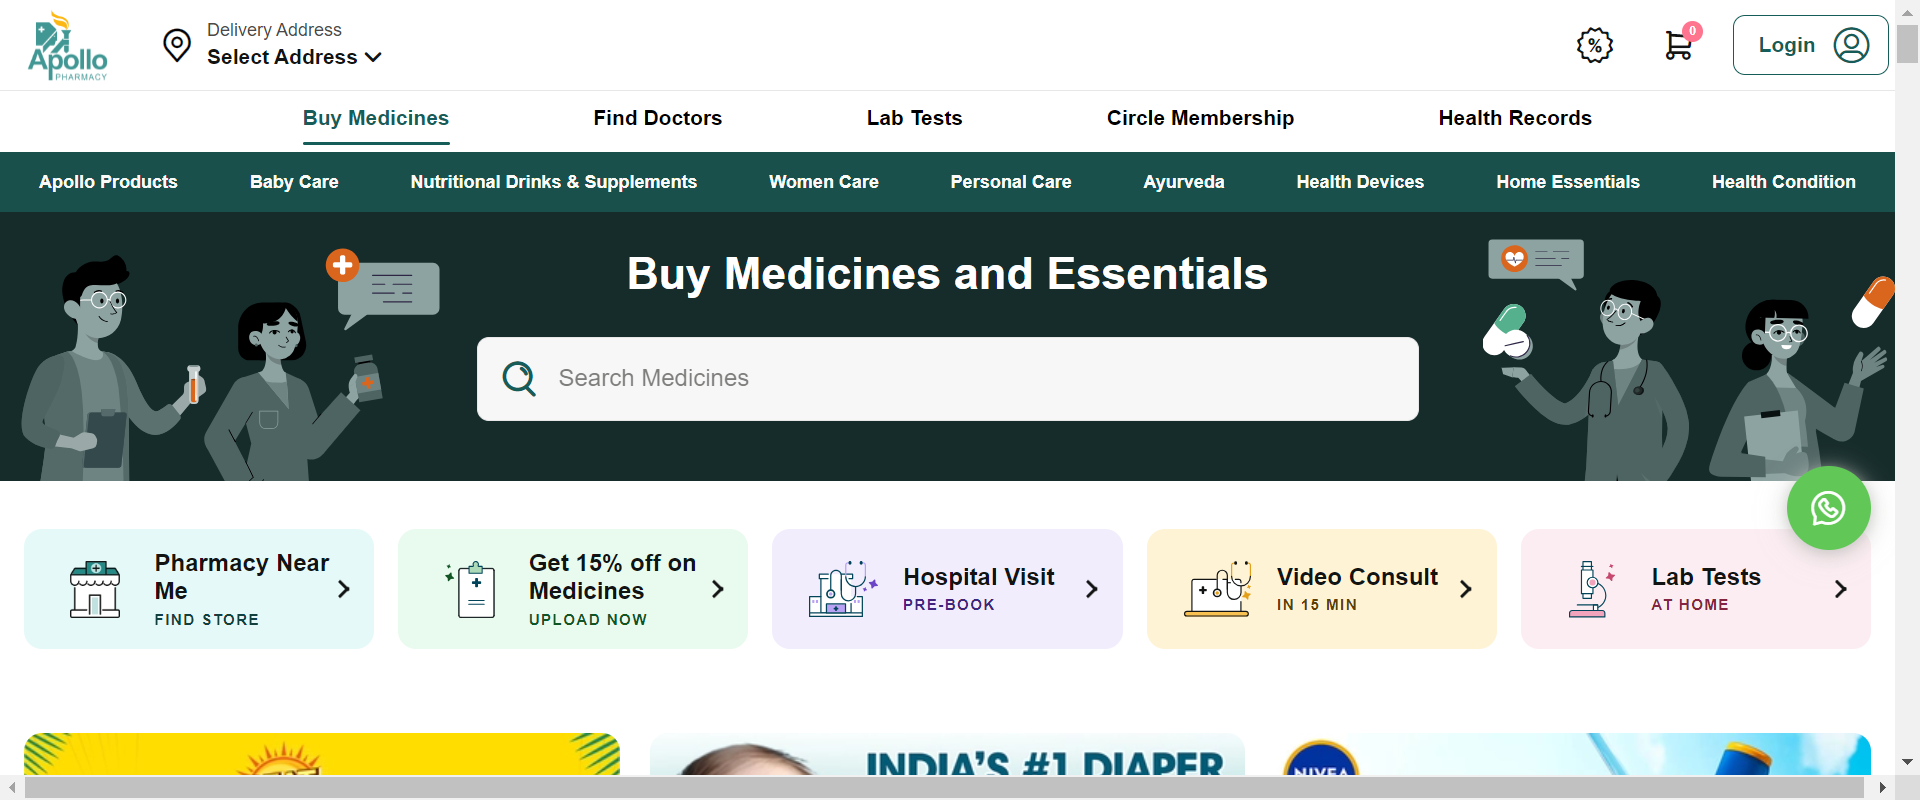 Apollo
PHARMACY
Delivery Address
Select Address
%
0
Login
Buy Medicines
Find Doctors
Lab Tests
Circle Membership
Health Records
Apollo Products
Baby Care
Nutritional Drinks & Supplements
Women Care
Personal Care
Ayurveda
Health Devices
Home Essentials
Health Condition
Buy Medicines and Essentials
Search Medicines
Pharmacy Near
Me
FIND STORE
Get 15% off on
Medicines
UPLOAD NOW
Hospital Visit
PRE-BOOK
Video Consult
IN 15 MIN
Lab Tests
AT HOME
INDIA'S #1 DIAPER
NIVEA